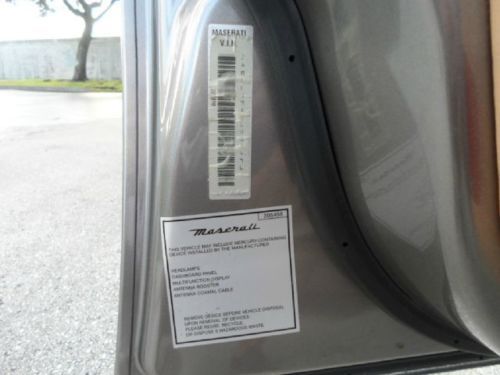 MASERATI
V.I.N.
205458
Maserati
THIS VEHICLE MAY INCLUDE MERCURY-CONTAINING
DEVICE INSTALLED BY THE MANUFACTURER
HEADLAMPS
DASHBOARD PANEL
MULTIFUNCTION DISPLAY
ANTENNA BOOSTER
ANTENNA COAXIAL CABLE
REMOVE DEVICE BEFORE VEHICLE DISPOSAL
UPON REMOVAL OF DEVICES
PLEASE REUSE, RECYCLE
OR DISPOSE
HAZARDOUS WASTE.